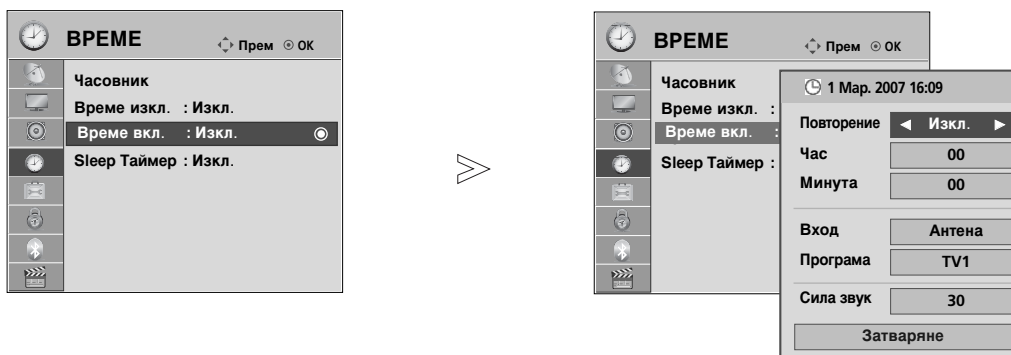 ВРЕМЕ
Прем ОК
Часовник
Време изкл. : Изкл.
Време вкл. : Изкл.
Sleep Таймер : Изкл.
ВРЕМЕ
Прем ОК
Часовник
Време изкл. :
Време вкл. :
Sleep Таймер :
1 Мар. 2007 16:09
Повторение ◄ Изкл. ►
Час 00
Минута 00
Вход Антена
Програма TV1
Сила звук 30
Затваряне